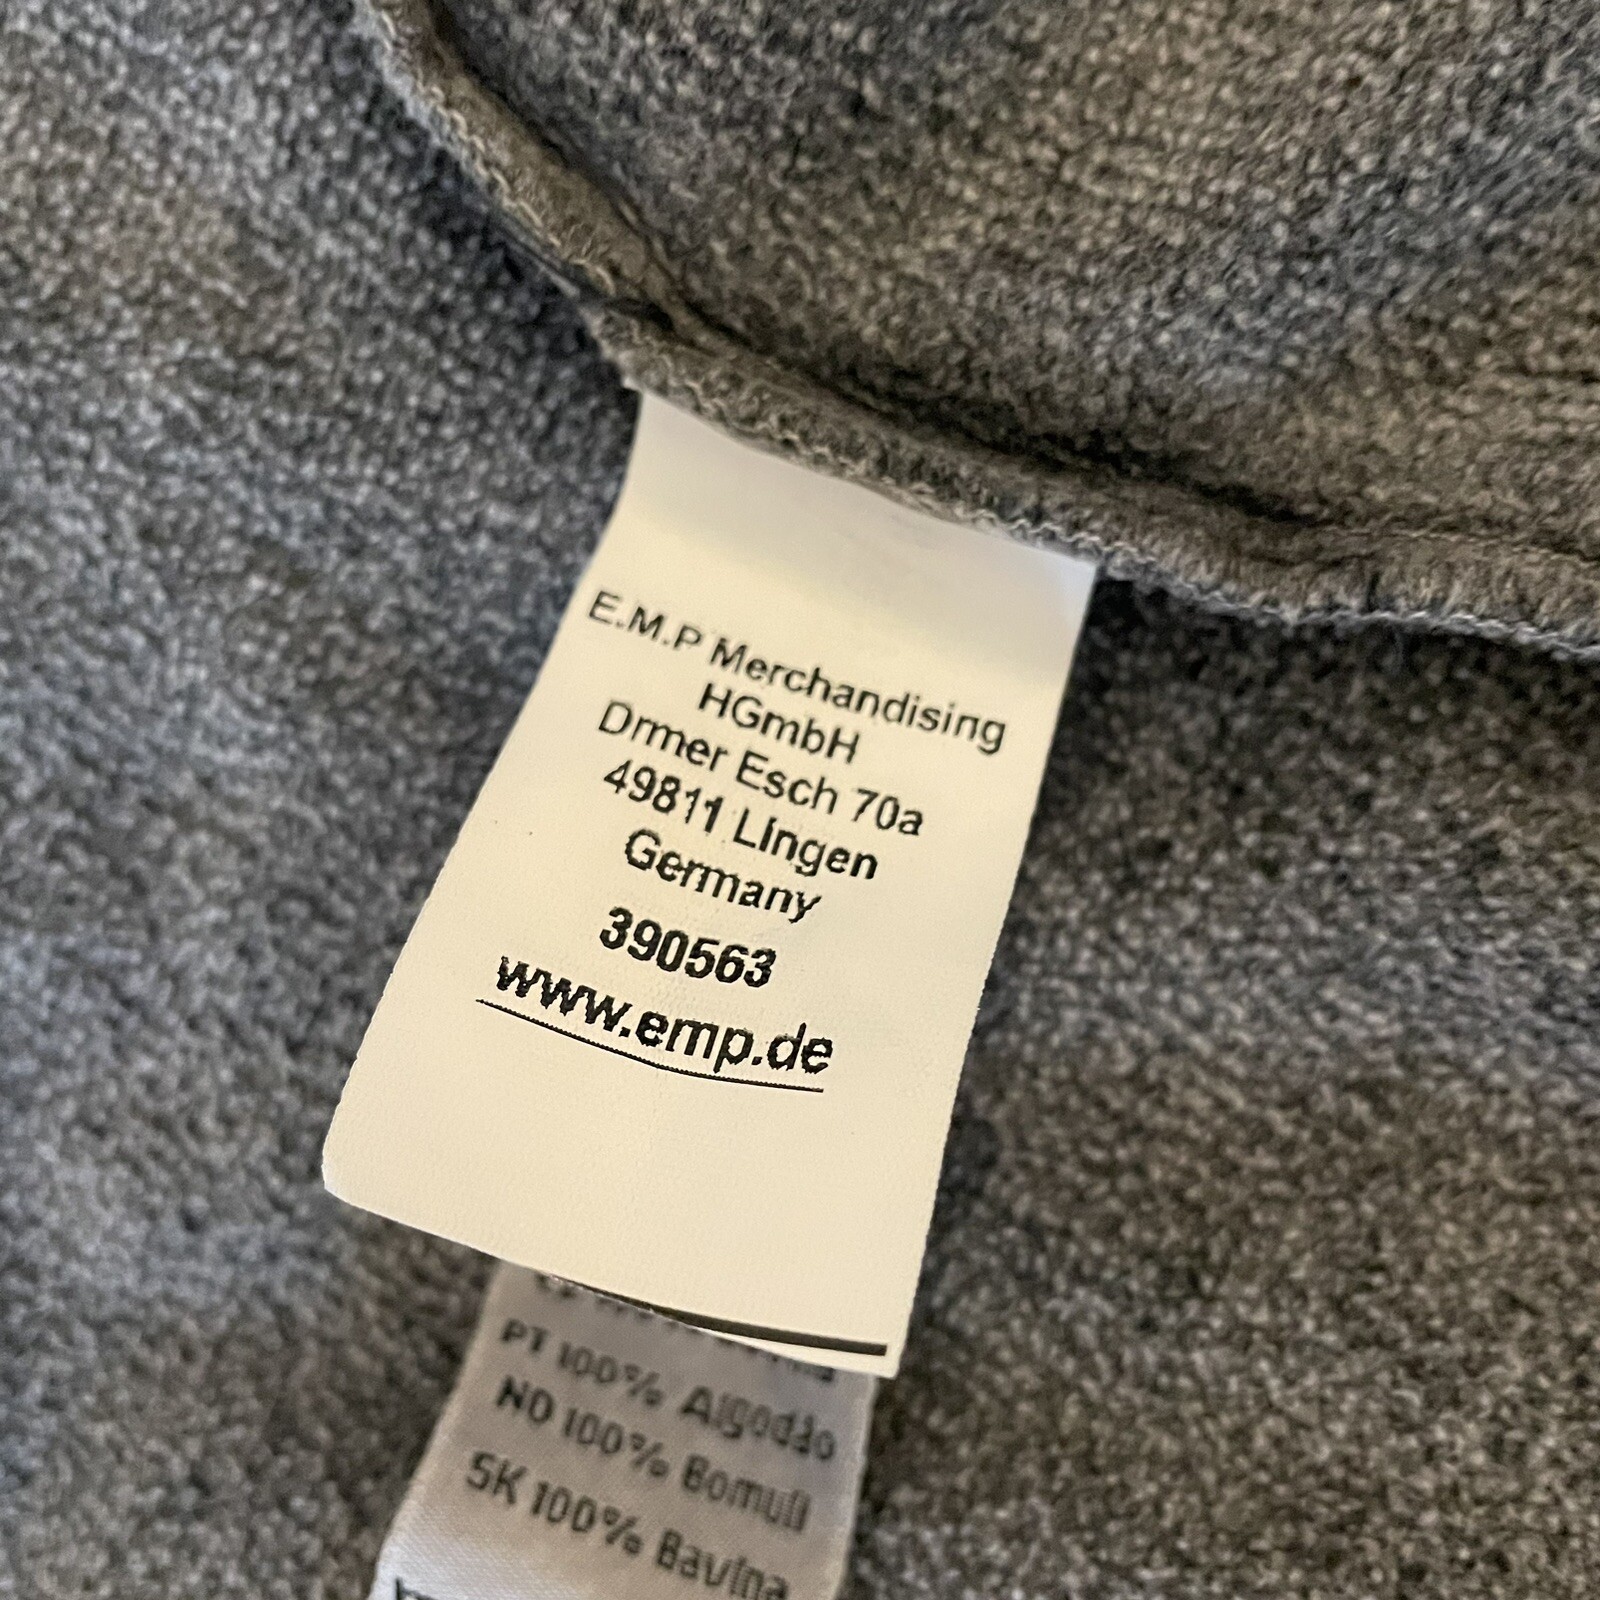 E.M.P Merchandising
HGmbH
Drmer Esch 70a
49811 Lingen
Germany
390563
www.emp.de
PT 100% Algodão
NO 100% Bomull
SK 100% Bavlna